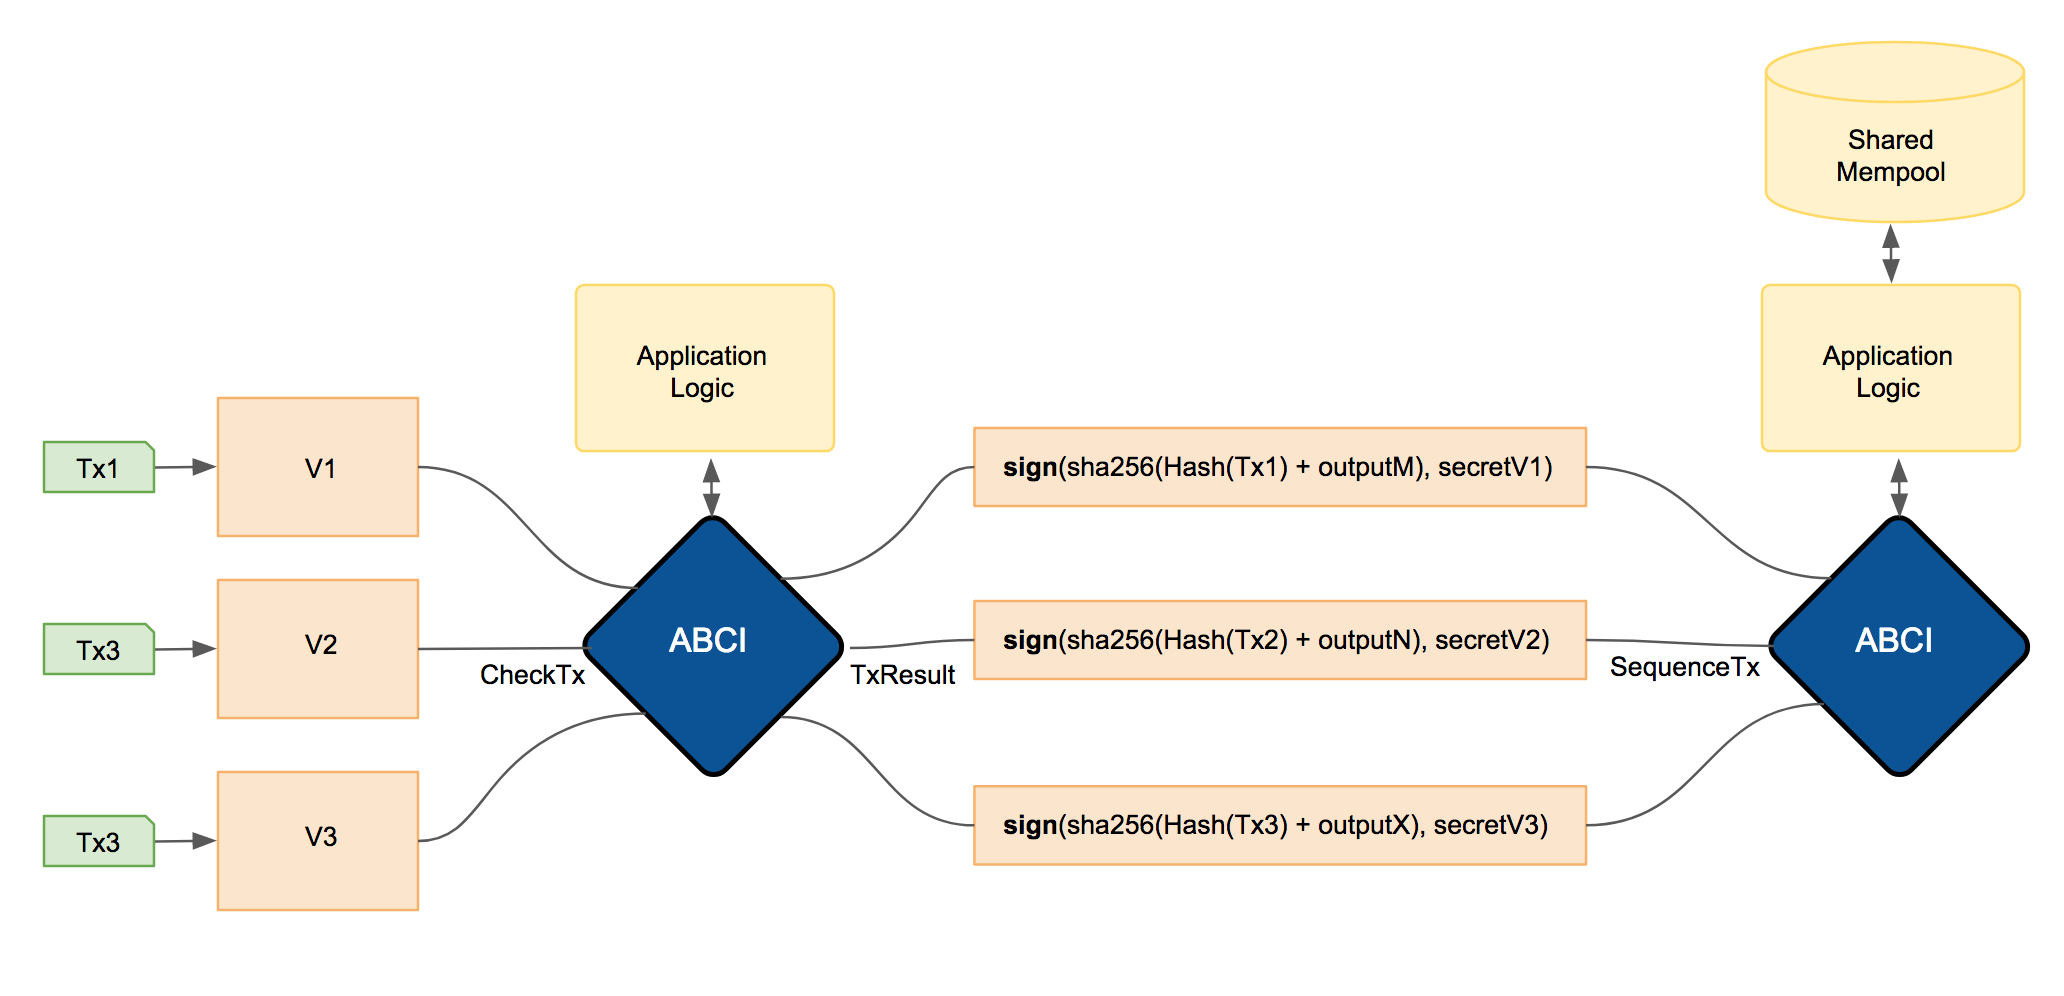 Shared
Mempool
Application
Logic
Application
Logic
Tx1
V1
sign(sha256(Hash(Tx1) + outputM), secretV1)
Tx3
V2
CheckTx
ABCI
TxResult
sign(sha256(Hash(Tx2) + outputN), secretV2)
SequenceTx
ABCI
Tx3
V3
sign(sha256(Hash(Tx3) + outputX), secretV3)